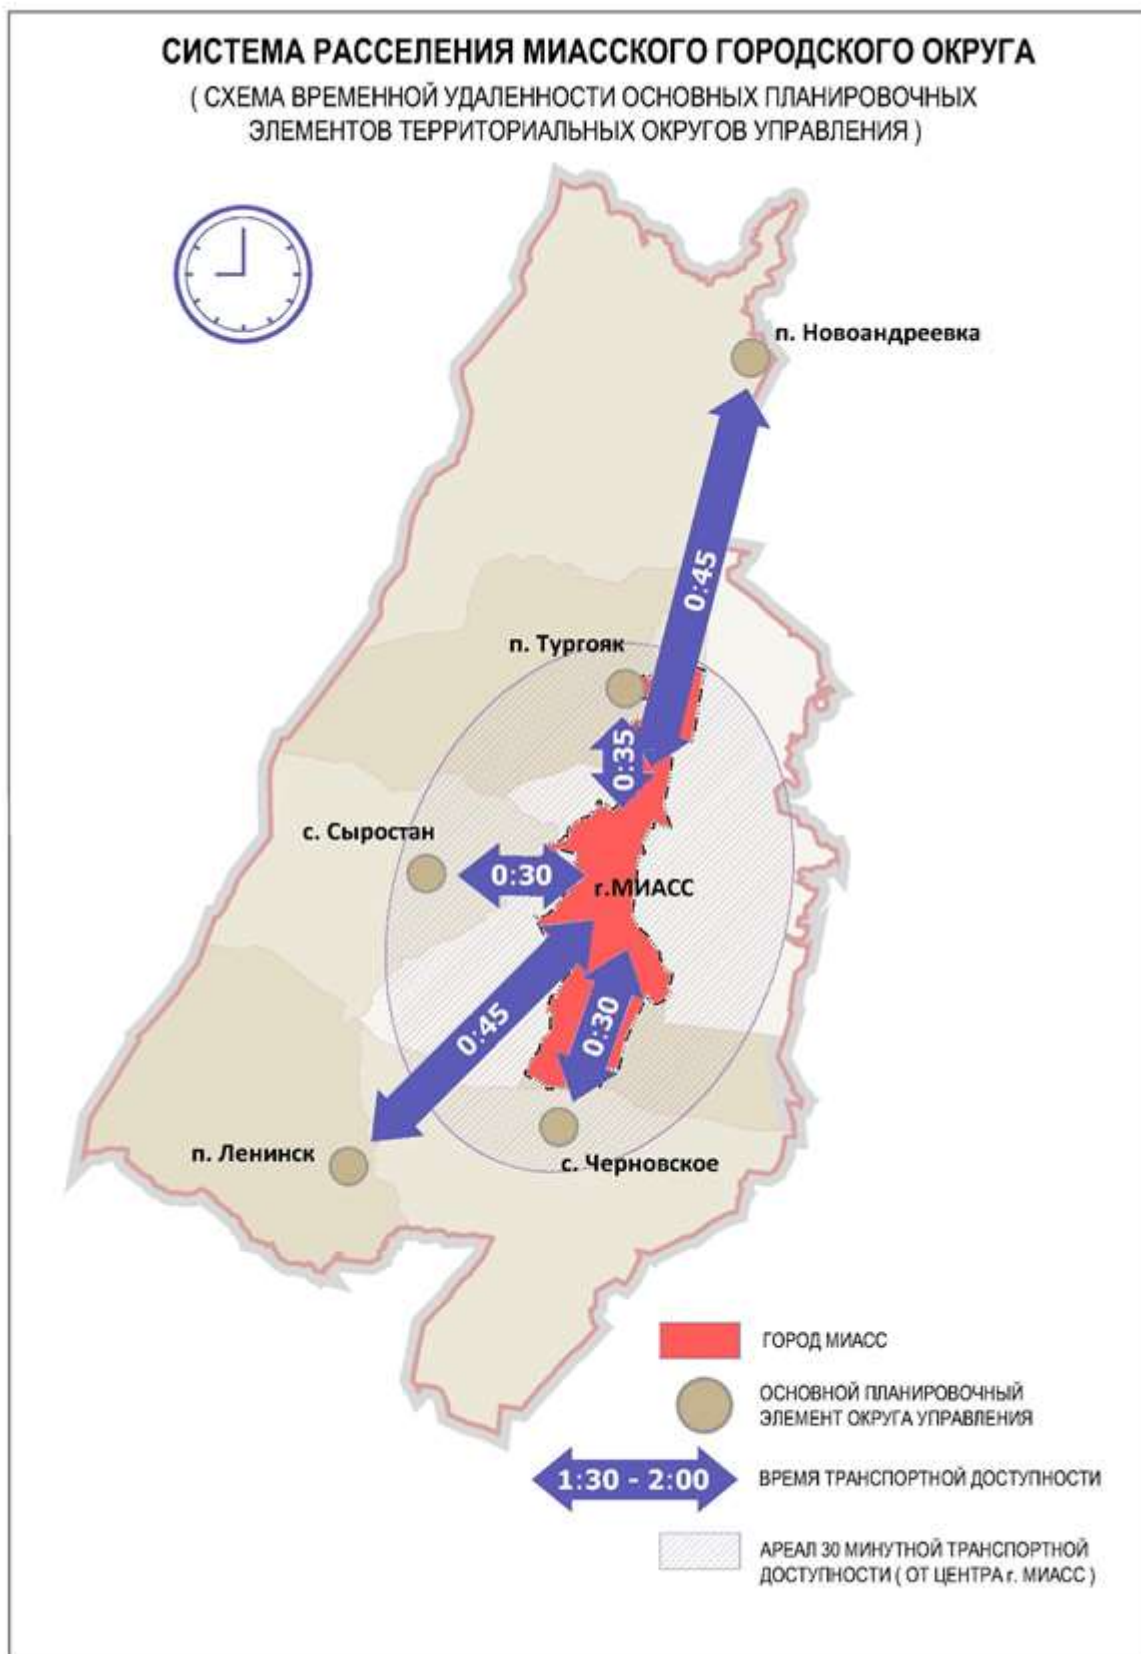 СИСТЕМА РАССЕЛЕНИЯ МИАССКОГО ГОРОДСКОГО ОКРУГА
( СХЕМА ВРЕМЕННОЙ УДАЛЕННОСТИ ОСНОВНЫХ ПЛАНИРОВОЧНЫХ
ЭЛЕМЕНТОВ ТЕРРИТОРИАЛЬНЫХ ОКРУГОВ УПРАВЛЕНИЯ )
п. Новоандреевка
0:45
п. Тургояк
0:35
с. Сыростан
0:30
г.МИАСС
0:45
0:30
п. Ленинск
с. Черновское
ГОРОД МИАСС
ОСНОВНОЙ ПЛАНИРОВОЧНЫЙ
ЭЛЕМЕНТ ОКРУГА УПРАВЛЕНИЯ
1:30 - 2:00
ВРЕМЯ ТРАНСПОРТНОЙ ДОСТУПНОСТИ
АРЕАЛ 30 МИНУТНОЙ ТРАНСПОРТНОЙ
ДОСТУПНОСТИ ( ОТ ЦЕНТРА г. МИАСС )